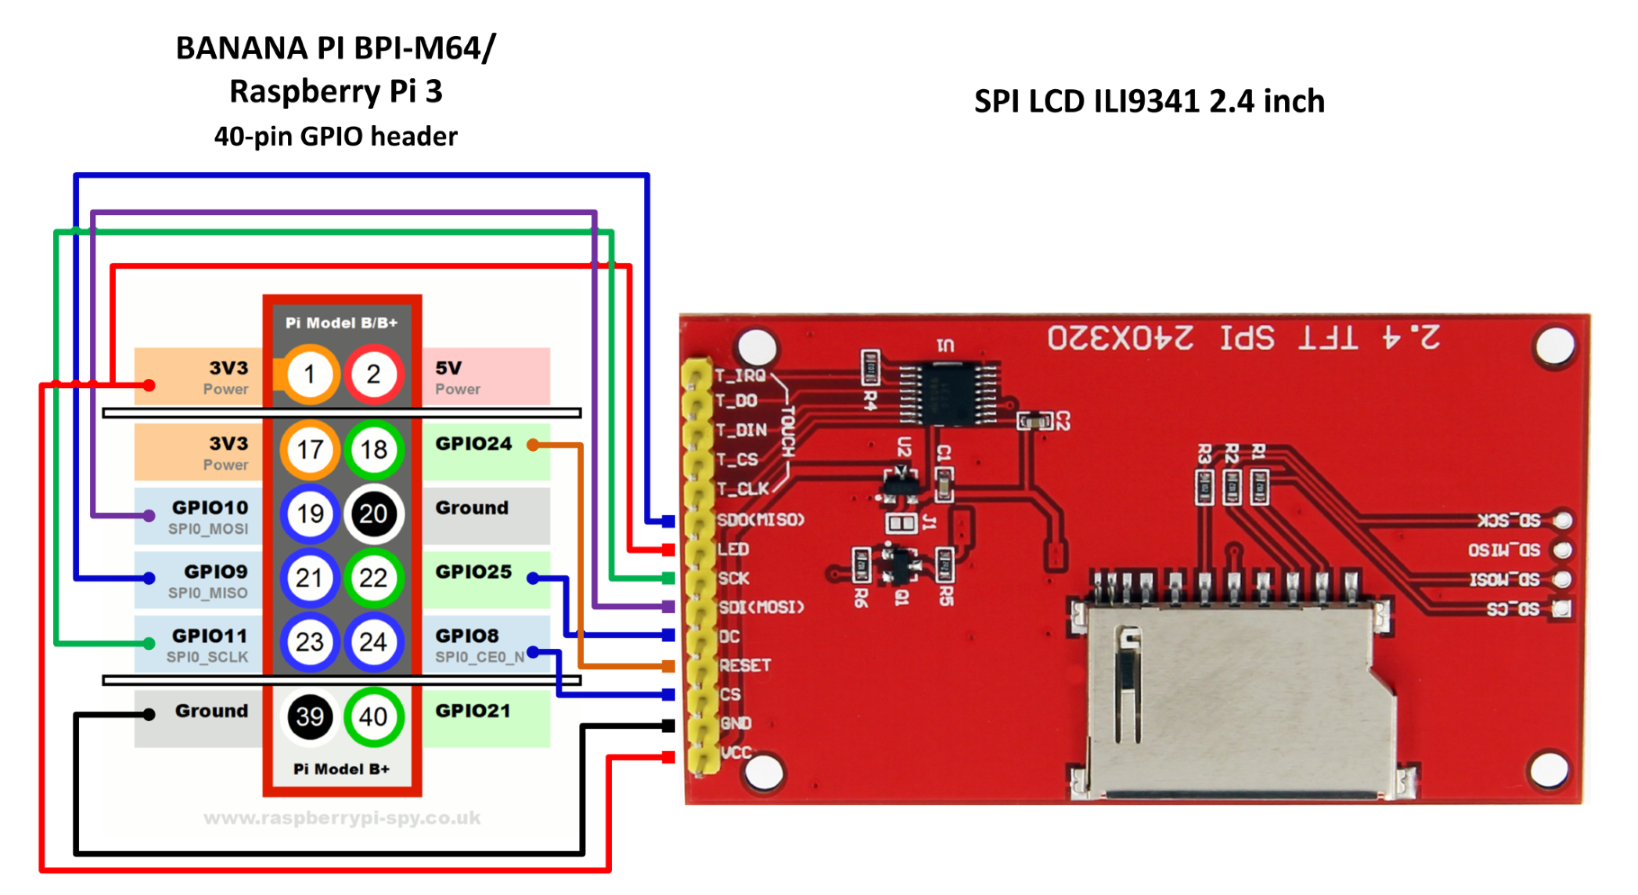 BANANA PI BPI-M64/
Raspberry Pi 3
40-pin GPIO header
SPI LCD ILI9341 2.4 inch
Pi Model B/B+
3V3
Power
1
2
5V
Power
3V3
Power
17
18
GPIO24
GPIO10
SPI0_MOSI
19
20
Ground
GPIO9
SPI0_MISO
21
22
GPIO25
GPIO11
SPI0_SCLK
23
24
GPIO8
SPI0_CE0_N
Ground
39
40
GPIO21
Pi Model B+
www.raspberrypi-spy.co.uk
2.4 TFT SPI 240X320
T_IRQ
T_DO
T_DIN
T_CS
T_CLK
TOUCH
SDO(MISO)
LED
SCK
SDI(MOSI)
DC
RESET
CS
GND
VCC
U1
R4
C2
U2
C1
J1
R6
Q1
R5
R3
R2
R1
SD_SCK
SD_MISO
SD_MOSI
SD_CS